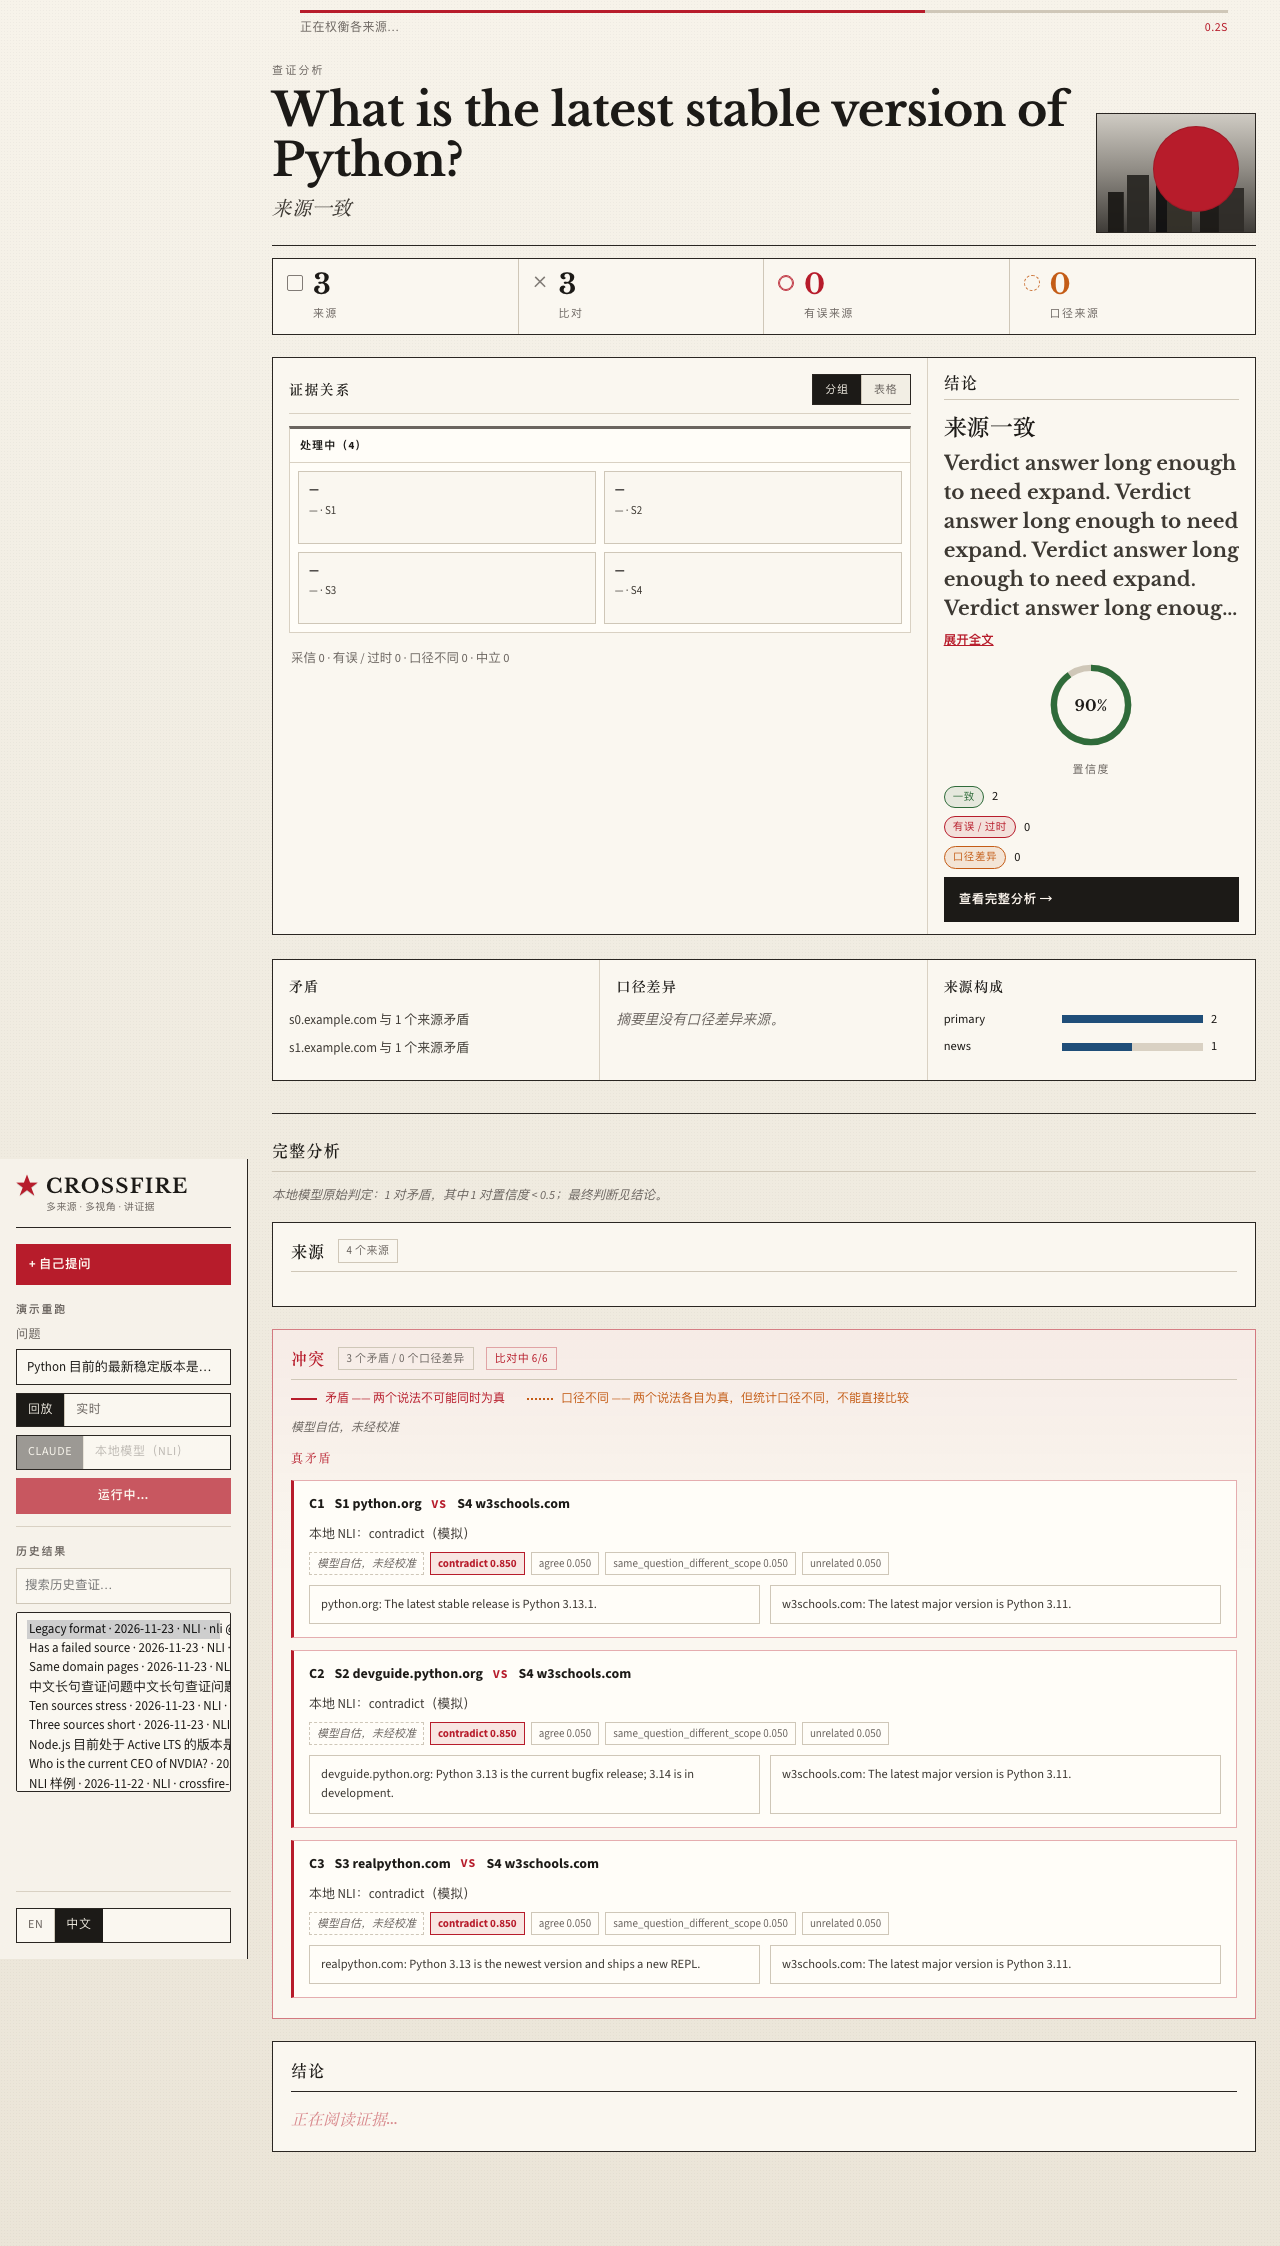 正在权衡各来源…
0.2S
查证分析
What is the latest stable version of
Python?
来源一致
3
来源
3
比对
0
有误来源
0
口径来源
证据关系
分组
表格
处理中（4）
—
— · S1
—
— · S2
—
— · S3
—
— · S4
采信 0 · 有误 / 过时 0 · 口径不同 0 · 中立 0
结论
来源一致
Verdict answer long enough
to need expand. Verdict
answer long enough to need
expand. Verdict answer long
enough to need expand.
Verdict answer long enoug…
展开全文
90%
置信度
一致 2
有误 / 过时 0
口径差异 0
查看完整分析 →
矛盾
s0.example.com 与 1 个来源矛盾
s1.example.com 与 1 个来源矛盾
口径差异
摘要里没有口径差异来源。
来源构成
primary 2
news 1
完整分析
本地模型原始判定：1 对矛盾，其中 1 对置信度 < 0.5；最终判断见结论。
来源
4 个来源
冲突
3 个矛盾 / 0 个口径差异
比对中 6/6
矛盾 —— 两个说法不可能同时为真
口径不同 —— 两个说法各自为真，但统计口径不同，不能直接比较
模型自估，未经校准
真矛盾
C1 S1 python.org VS S4 w3schools.com
本地 NLI：contradict（模拟）
模型自估，未经校准
contradict 0.850
agree 0.050
same_question_different_scope 0.050
unrelated 0.050
python.org: The latest stable release is Python 3.13.1.
w3schools.com: The latest major version is Python 3.11.
C2 S2 devguide.python.org VS S4 w3schools.com
本地 NLI：contradict（模拟）
模型自估，未经校准
contradict 0.850
agree 0.050
same_question_different_scope 0.050
unrelated 0.050
devguide.python.org: Python 3.13 is the current bugfix release; 3.14 is in
development.
w3schools.com: The latest major version is Python 3.11.
C3 S3 realpython.com VS S4 w3schools.com
本地 NLI：contradict（模拟）
模型自估，未经校准
contradict 0.850
agree 0.050
same_question_different_scope 0.050
unrelated 0.050
realpython.com: Python 3.13 is the newest version and ships a new REPL.
w3schools.com: The latest major version is Python 3.11.
结论
正在阅读证据…
CROSSFIRE
多来源 · 多视角 · 讲证据
+ 自己提问
演示重跑
问题
Python 目前的最新稳定版本是…
回放
实时
CLAUDE
本地模型（NLI）
运行中…
历史结果
搜索历史查证…
Legacy format · 2026-11-23 · NLI · nli
Has a failed source · 2026-11-23 · NLI ·
Same domain pages · 2026-11-23 · NL
中文长句查证问题中文长句查证问题
Ten sources stress · 2026-11-23 · NLI ·
Three sources short · 2026-11-23 · NLI
Node.js 目前处于 Active LTS 的版本是
Who is the current CEO of NVDIA? · 20
NLI 样例 · 2026-11-22 · NLI · crossfire-
EN
中文